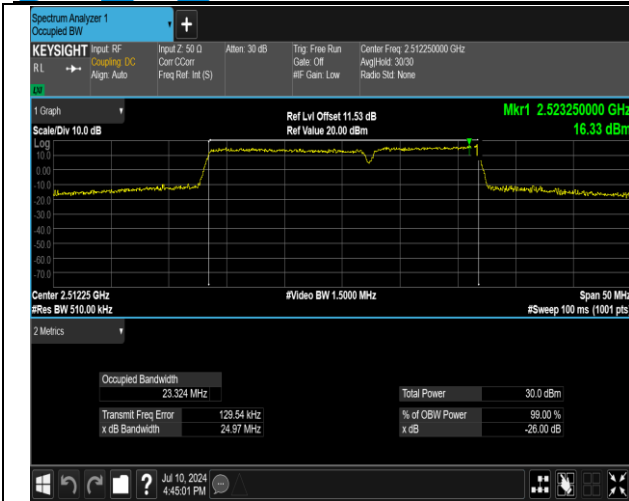 Spectrum Analyzer 1
Occupied BW
+
KEYSIGHT Input: RF Input Z: 50 Ω Atten: 30 dB Trig: Free Run Center Freq: 2.512250000 GHz
RL Coupling: DC Corr CCorr Gate: Off Avg|Hold: 30/30
Align: Auto Freq Ref: Int (S) #IF Gain: Low Radio Std: None
1 Graph
Ref Lvl Offset 11.53 dB Mkr1 2.523250000 GHz
Scale/Div 10.0 dB Ref Value 20.00 dBm 16.33 dBm
Log
10.0
0.00
-10.0
-20.0
-30.0
-40.0
-50.0
-60.0
-70.0
Center 2.51225 GHz #Video BW 1.5000 MHz Span 50 MHz
#Res BW 510.00 kHz #Sweep 100 ms (1001 pts
2 Metrics
Occupied Bandwidth
23.324 MHz Total Power 30.0 dBm
Transmit Freq Error 129.54 kHz % of OBW Power 99.00 %
x dB Bandwidth 24.97 MHz x dB -26.00 dB
? Jul 10, 2024
4:45:01 PM